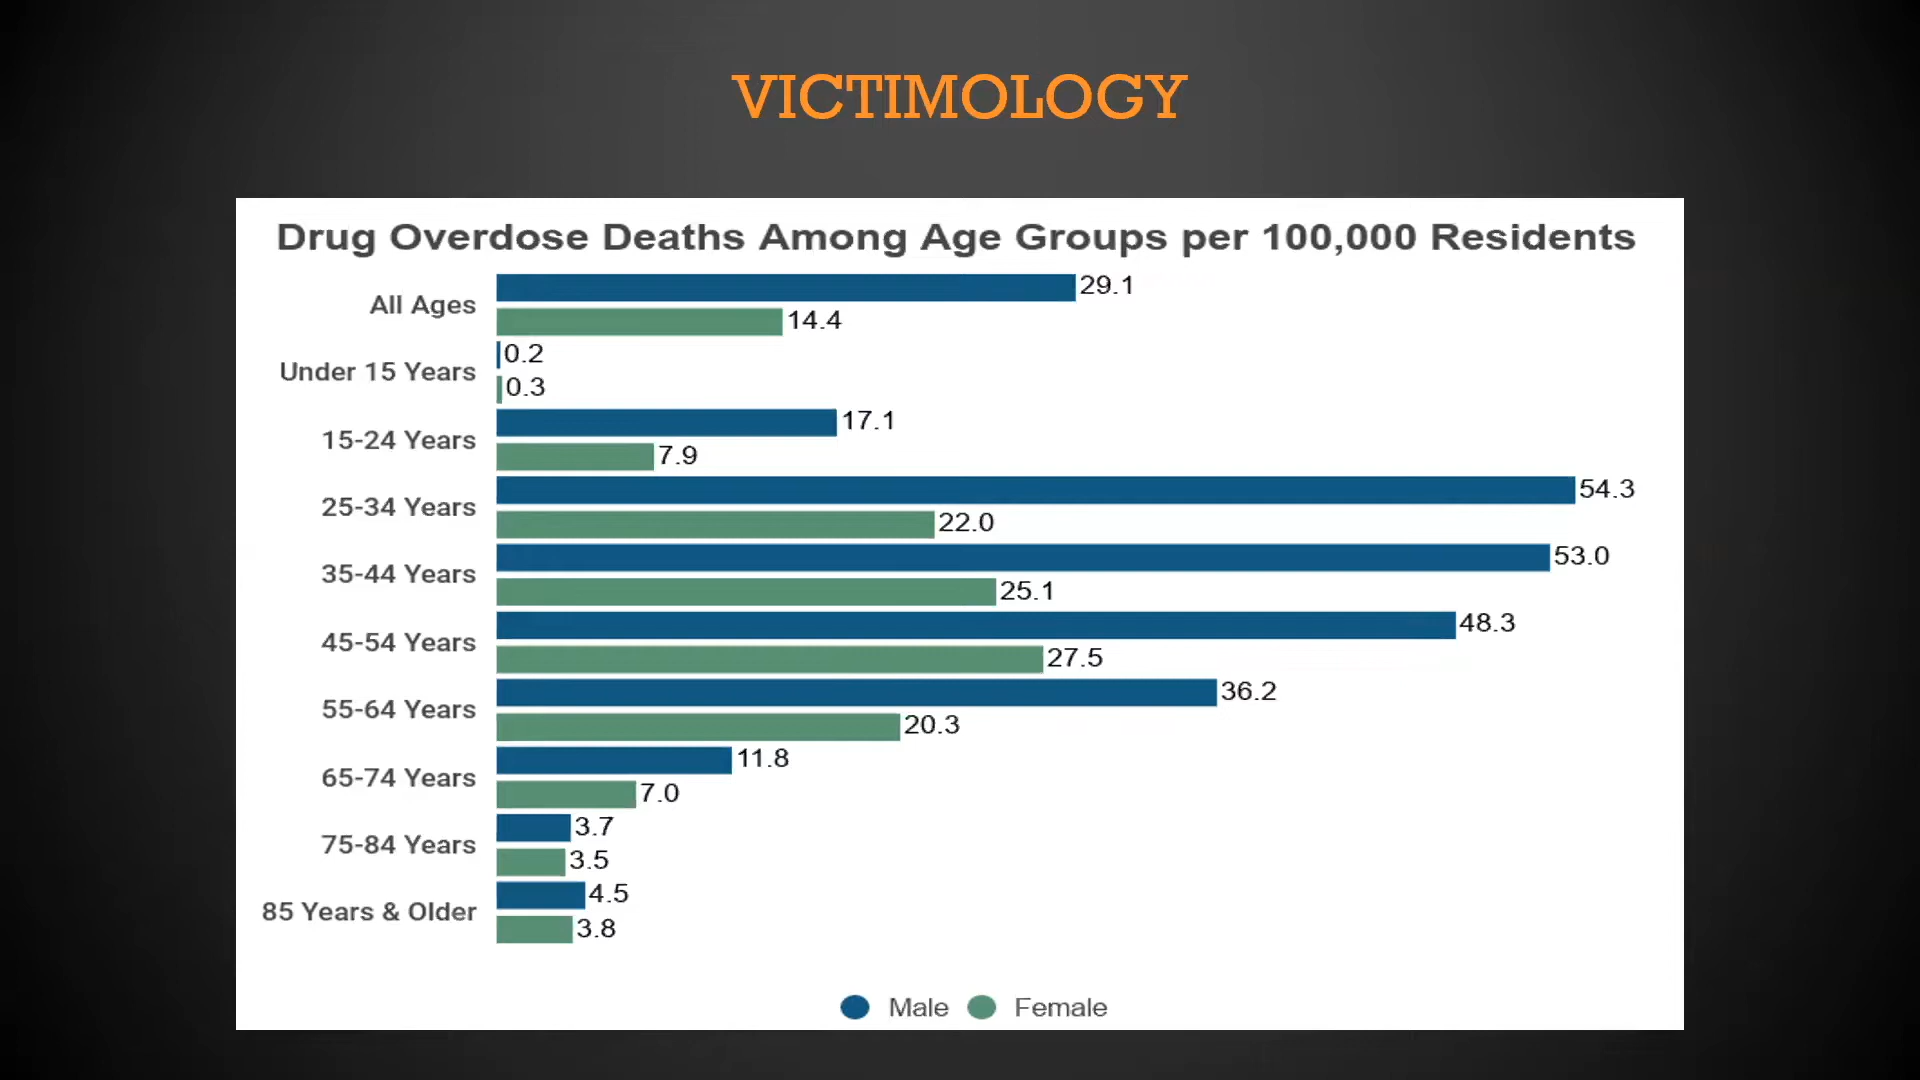 VICTIMOLOGY
Drug Overdose Deaths Among Age Groups per 100,000 Residents
All Ages
29.1
14.4
Under 15 Years
0.2
0.3
15-24 Years
17.1
7.9
25-34 Years
54.3
22.0
35-44 Years
53.0
25.1
45-54 Years
48.3
27.5
55-64 Years
36.2
20.3
65-74 Years
11.8
7.0
75-84 Years
3.7
3.5
85 Years & Older
4.5
3.8
Male Female